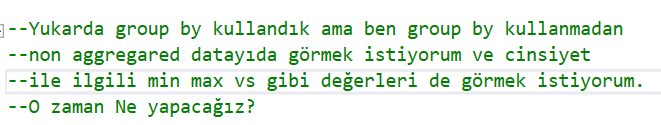 --Yukarda group by kullandık ama ben group by kullanmadan
--non aggregared datayıda görmek istiyorum ve cinsiyet
--ile ilgili min max vs gibi değerleri de görmek istiyorum.
--O zaman Ne yapacağız?